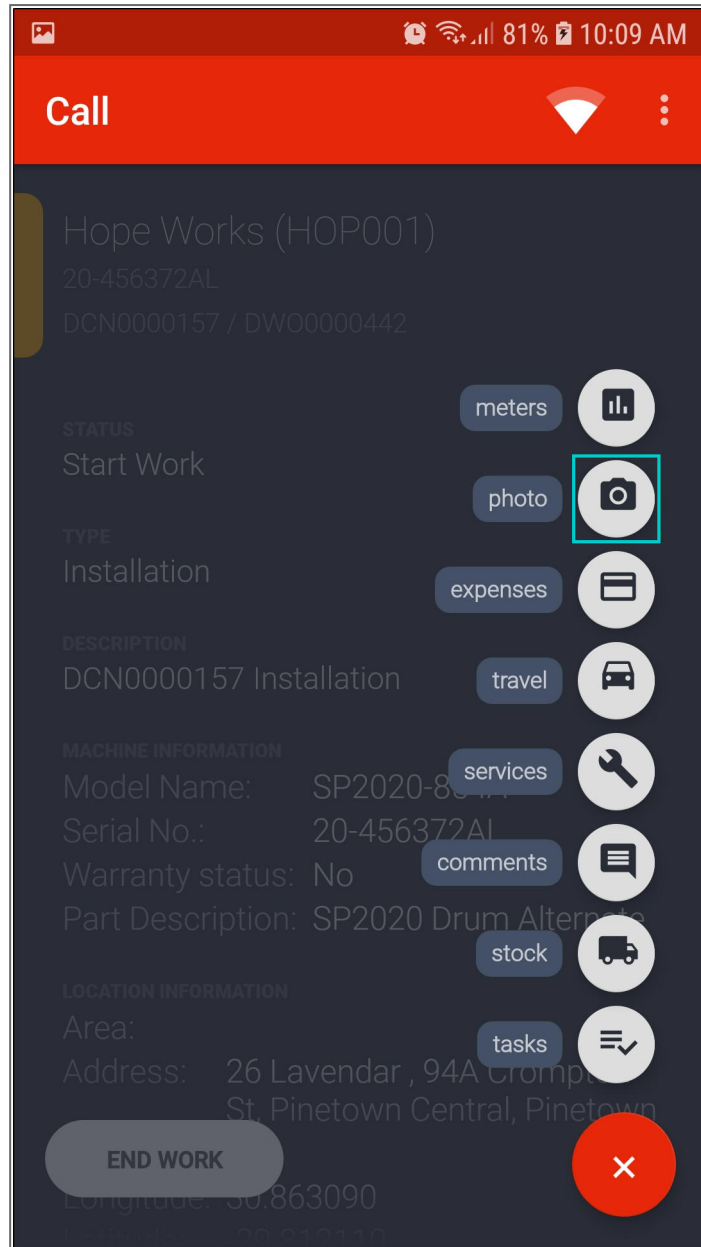 81% 10:09 AM
Call
Hope Works (HOP001)
20-456372AL
DCN0000157 / DWO0000442
meters
STATUS
Start Work
photo
TYPE
Installation
expenses
DESCRIPTION
DCN0000157 Installation
travel
MACHINE INFORMATION
services
Model Name:
Serial No.: 20-456372AL
Warranty status: No
comments
Part Description: SP2020 Drum Alternate
stock
LOCATION INFORMATION
Area:
tasks
Address: 26 Lavendar , 94A
St, Pinetown Central, Pinetown
END WORK
Longitude: 30.863090
×